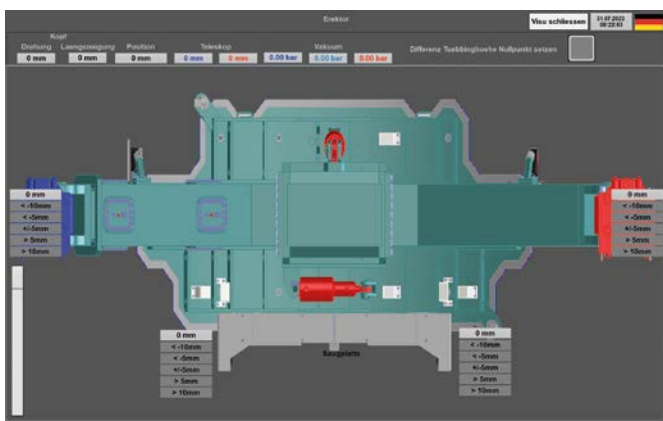 Erektor
Visu schliessen
31.07.2023
Kopf
Drehung Laengsneigung Position Teleskop Vakuum
Differenz Tuebbinghoehe Nullpunkt setzen
0 mm 0 mm 0 mm 0 mm 0 mm 0.00 bar 0.00 bar 0.00 bar
0 mm
< -10mm
< -5mm
+/-5mm
> 5mm
> 10mm
0 mm
< -10mm
< -5mm
+/-5mm
> 5mm
> 10mm
0 mm
< -10mm
< -5mm
+/-5mm
> 5mm
> 10mm
Saugplatte
0 mm
< -10mm
< -5mm
+/-5mm
> 5mm
> 10mm